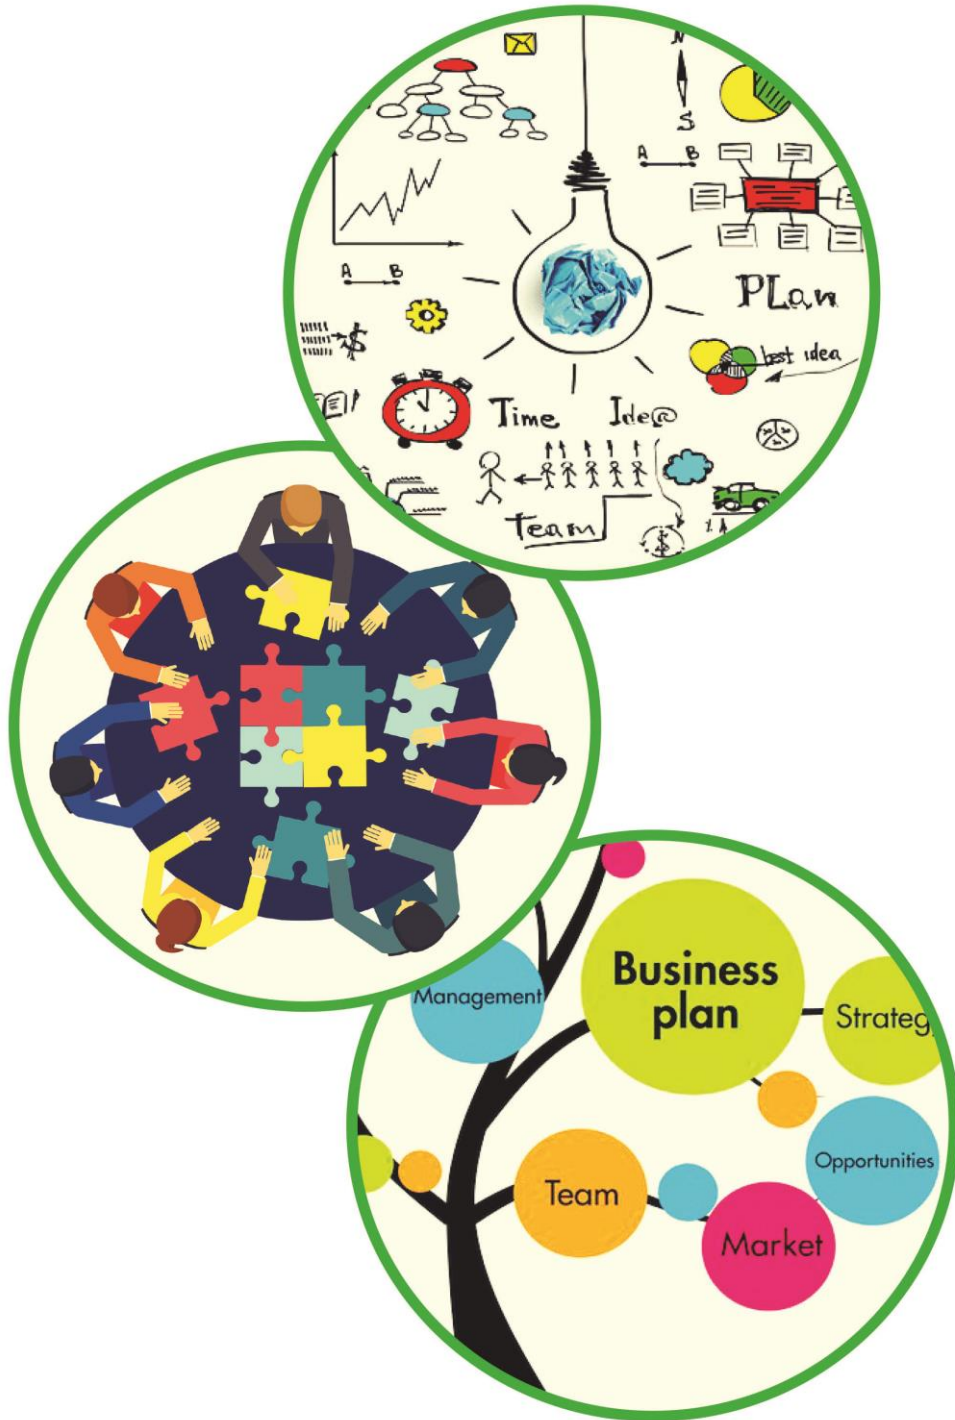 N
S
A B
A B
PLan
best idea
Time
Ide@
Team
$
$
Business
plan
Management
Strateg
Opportunities
Team
Market